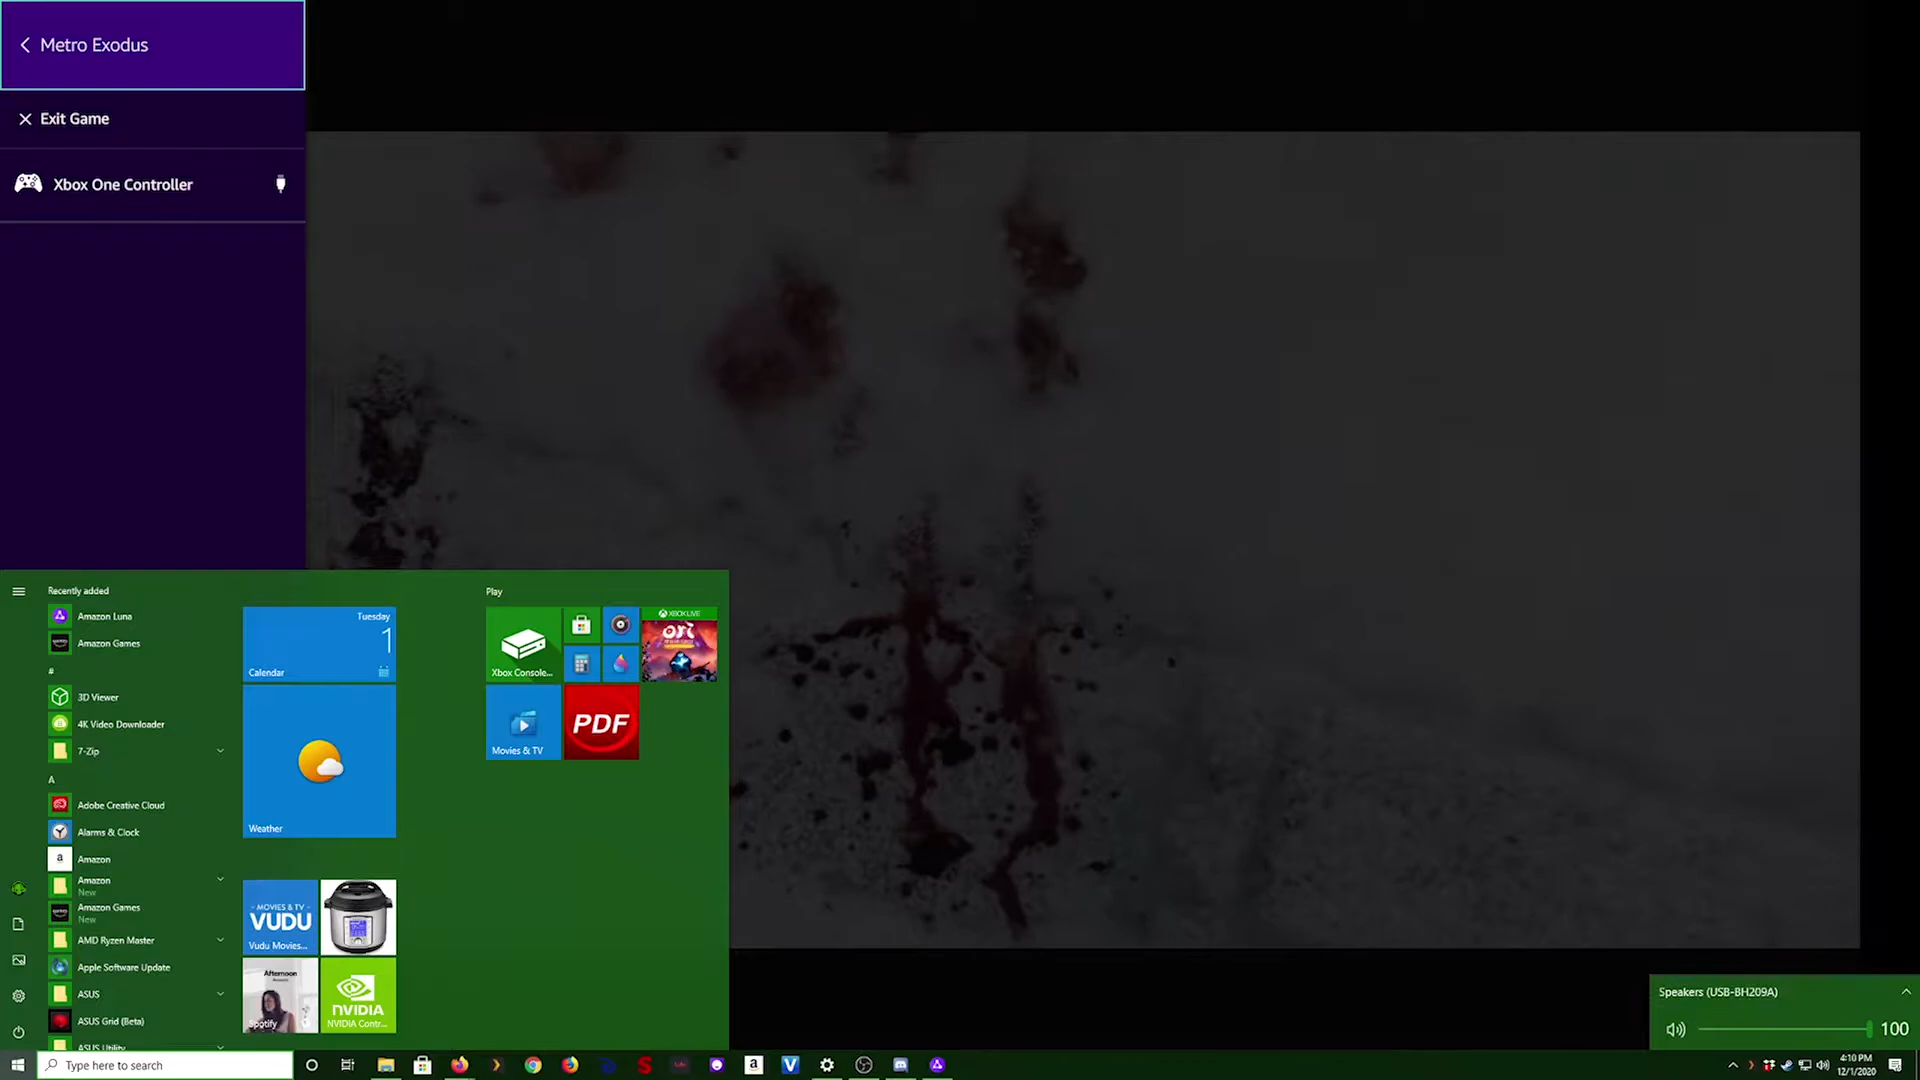 Metro Exodus
Exit Game
Xbox One Controller
Recently added
Amazon Luna
Amazon Games
#
3D Viewer
4K Video Downloader
7-Zip
A
Adobe Creative Cloud
Alarms & Clock
Amazon
Amazon
New
Amazon Games
New
AMD Ryzen Master
Apple Software Update
ASUS
ASUS Grid (Beta)
ASUS Utility
Tuesday
1
Calendar
Weather
- MOVIES & TV -
VUDU
Vudu Movies...
Afternoon
Spotify
NVIDIA
NVIDIA Contr...
Play
Xbox Console...
XBOX LIVE
ori
Movies & TV
PDF
Speakers (USB-BH209A)
100
Type here to search
4:10 PM
12/1/2020